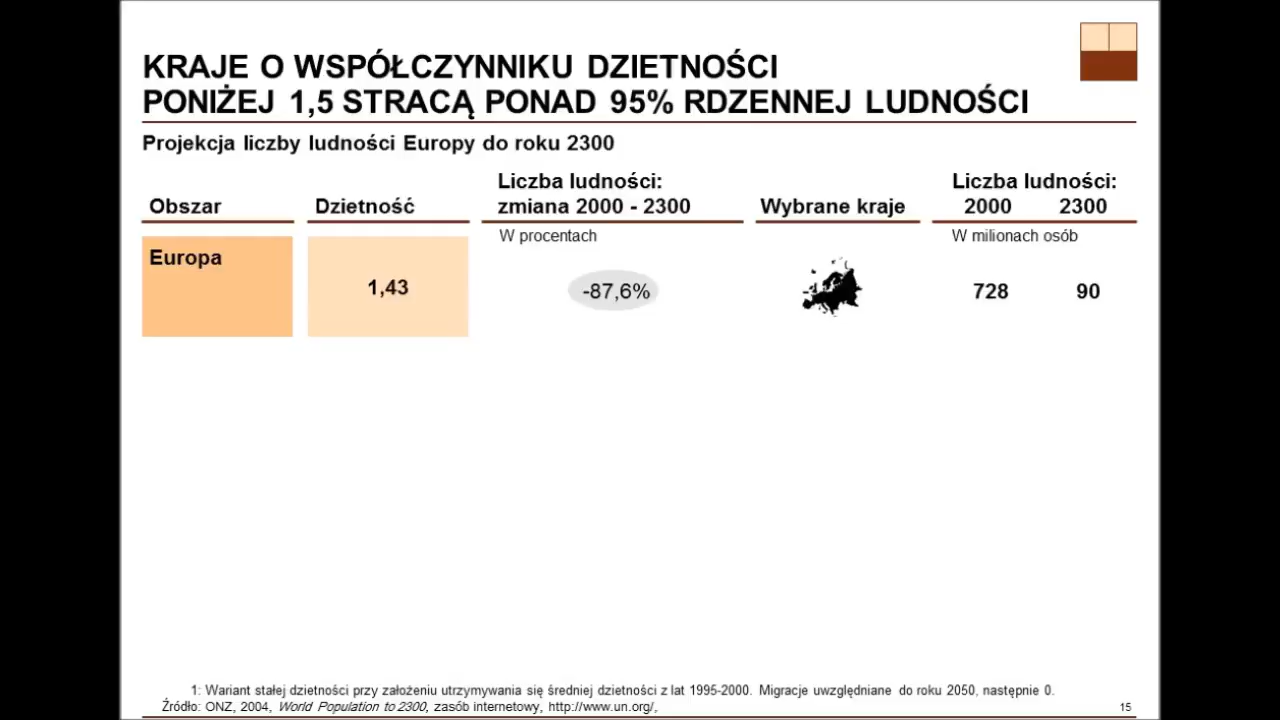 KRAJE O WSPÓŁCZYNNIKU DZIETNOŚCI
PONIŻEJ 1,5 STRACĄ PONAD 95% RDZENNEJ LUDNOŚCI
Projekcja liczby ludności Europy do roku 2300
Obszar
Dzietność
Liczba ludności:
zmiana 2000 - 2300
Wybrane kraje
Liczba ludności:
2000 2300
W procentach
W milionach osób
Europa
1,43
-87,6%
728 90
1: Wariant stałej dzietności przy założeniu utrzymywania się średniej dzietności z lat 1995-2000. Migracje uwzględniane do roku 2050, następnie 0.
Źródło: ONZ, 2004, World Population to 2300, zasób internetowy, http://www.un.org/,
15